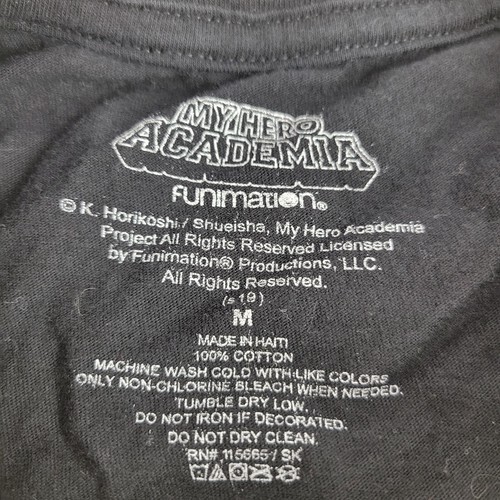 MY HERO
ACADEMIA
FUNIMATION®
© K. Horikoshi / Shueisha, My Hero Academia
Project All Rights Reserved Licensed
by Funimation® Productions, LLC.
All Rights Reserved.
(s19)
M
MADE IN HAITI
100% COTTON
MACHINE WASH COLD WITH LIKE COLORS
ONLY NON-CHLORINE BLEACH WHEN NEEDED.
TUMBLE DRY LOW.
DO NOT IRON IF DECORATED.
DO NOT DRY CLEAN.
RN# 115665 / SK